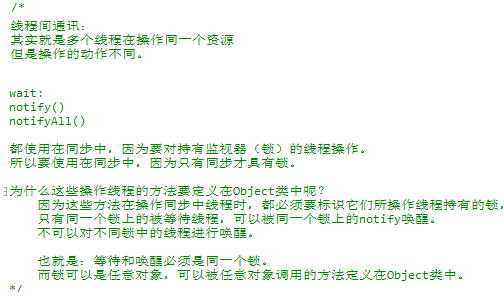 /*
线程间通讯:
其实就是多个线程在操作同一个资源
但是操作的动作不同。
wait:
notify()
notifyAll()
都使用在同步中，因为要对持有监视器（锁）的线程操作。
所以要使用在同步中，因为只有同步才具有锁。
为什么这些操作线程的方法要定义在Object类中呢?
因为这些方法在操作同步中线程时，都必须要标识它们所操作线程持有的锁，
只有同一个锁上的被等待线程，可以被同一个锁上的notify唤醒。
不可以对不同锁中的线程进行唤醒。
也就是: 等待和唤醒必须是同一个锁。
而锁可以是任意对象，可以被任意对象调用的方法定义在Object类中。
*/